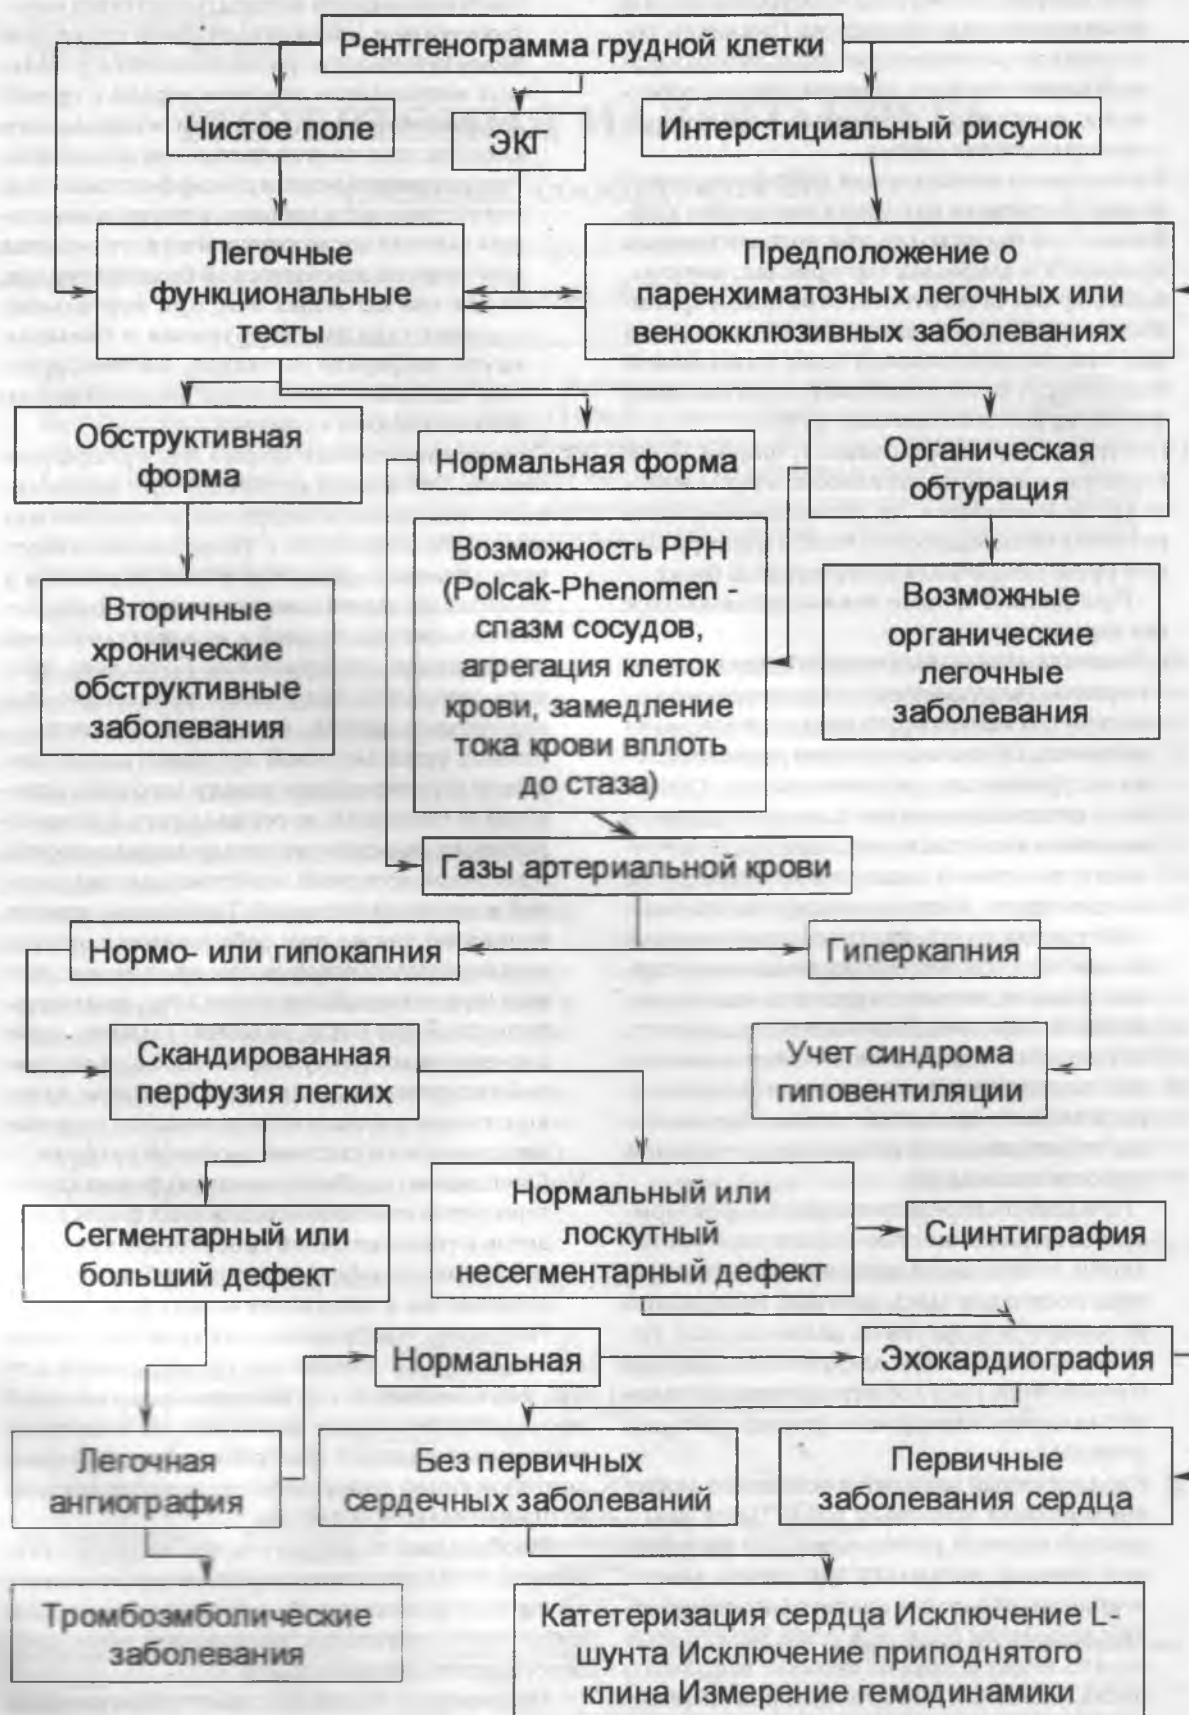 Рентгенограмма грудной клетки
Чистое поле
ЭКГ
Интерстициальный рисунок
Легочные
функциональные
тесты
Предположение о
паренхиматозных легочных или
веноокклюзивных заболеваниях
Обструктивная
форма
Нормальная форма
Органическая
обтурация
Вторичные
хронические
обструктивные
заболевания
Возможность PPH
(Polcak-Phenomen -
спазм сосудов,
агрегация клеток
крови, замедление
тока крови вплоть
до стаза)
Возможные
органические
легочные
заболевания
Газы артериальной крови
Нормо- или гипокапния
Гиперкапния
Скандированная
перфузия легких
Учет синдрома
гиповентиляции
Сегментарный или
больший дефект
Нормальный или
лоскутный
несегментарный дефект
Сцинтиграфия
Нормальная
Эхокардиография
Легочная
ангиография
Без первичных
сердечных заболеваний
Первичные
заболевания сердца
Тромбоэмболические
заболевания
Катетеризация сердца Исключение L-
шунта Исключение приподнятого
клина Измерение гемодинамики